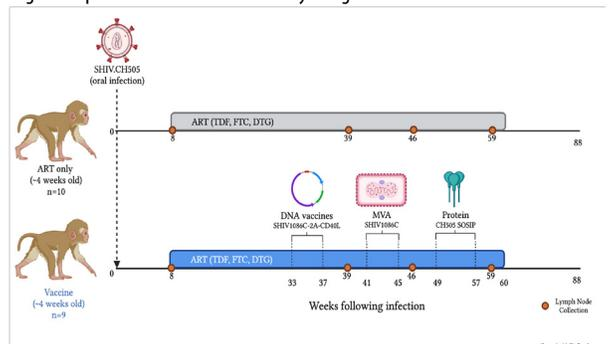 SHIV.CH505
(oral infection)
ART (TDF, FTC, DTG)
0
8
39
46
59
88
ART only
(~4 weeks old)
n=10
DNA vaccines
SHIV1086C-2A-CD40L
MVA
SHIV1086C
Protein
CH505 SOSIP
ART (TDF, FTC, DTG)
0
8
33
37
39
41
45
46
49
57
59
60
88
Vaccine
(~4 weeks old)
n=9
Weeks following infection
Lymph Node
Collection